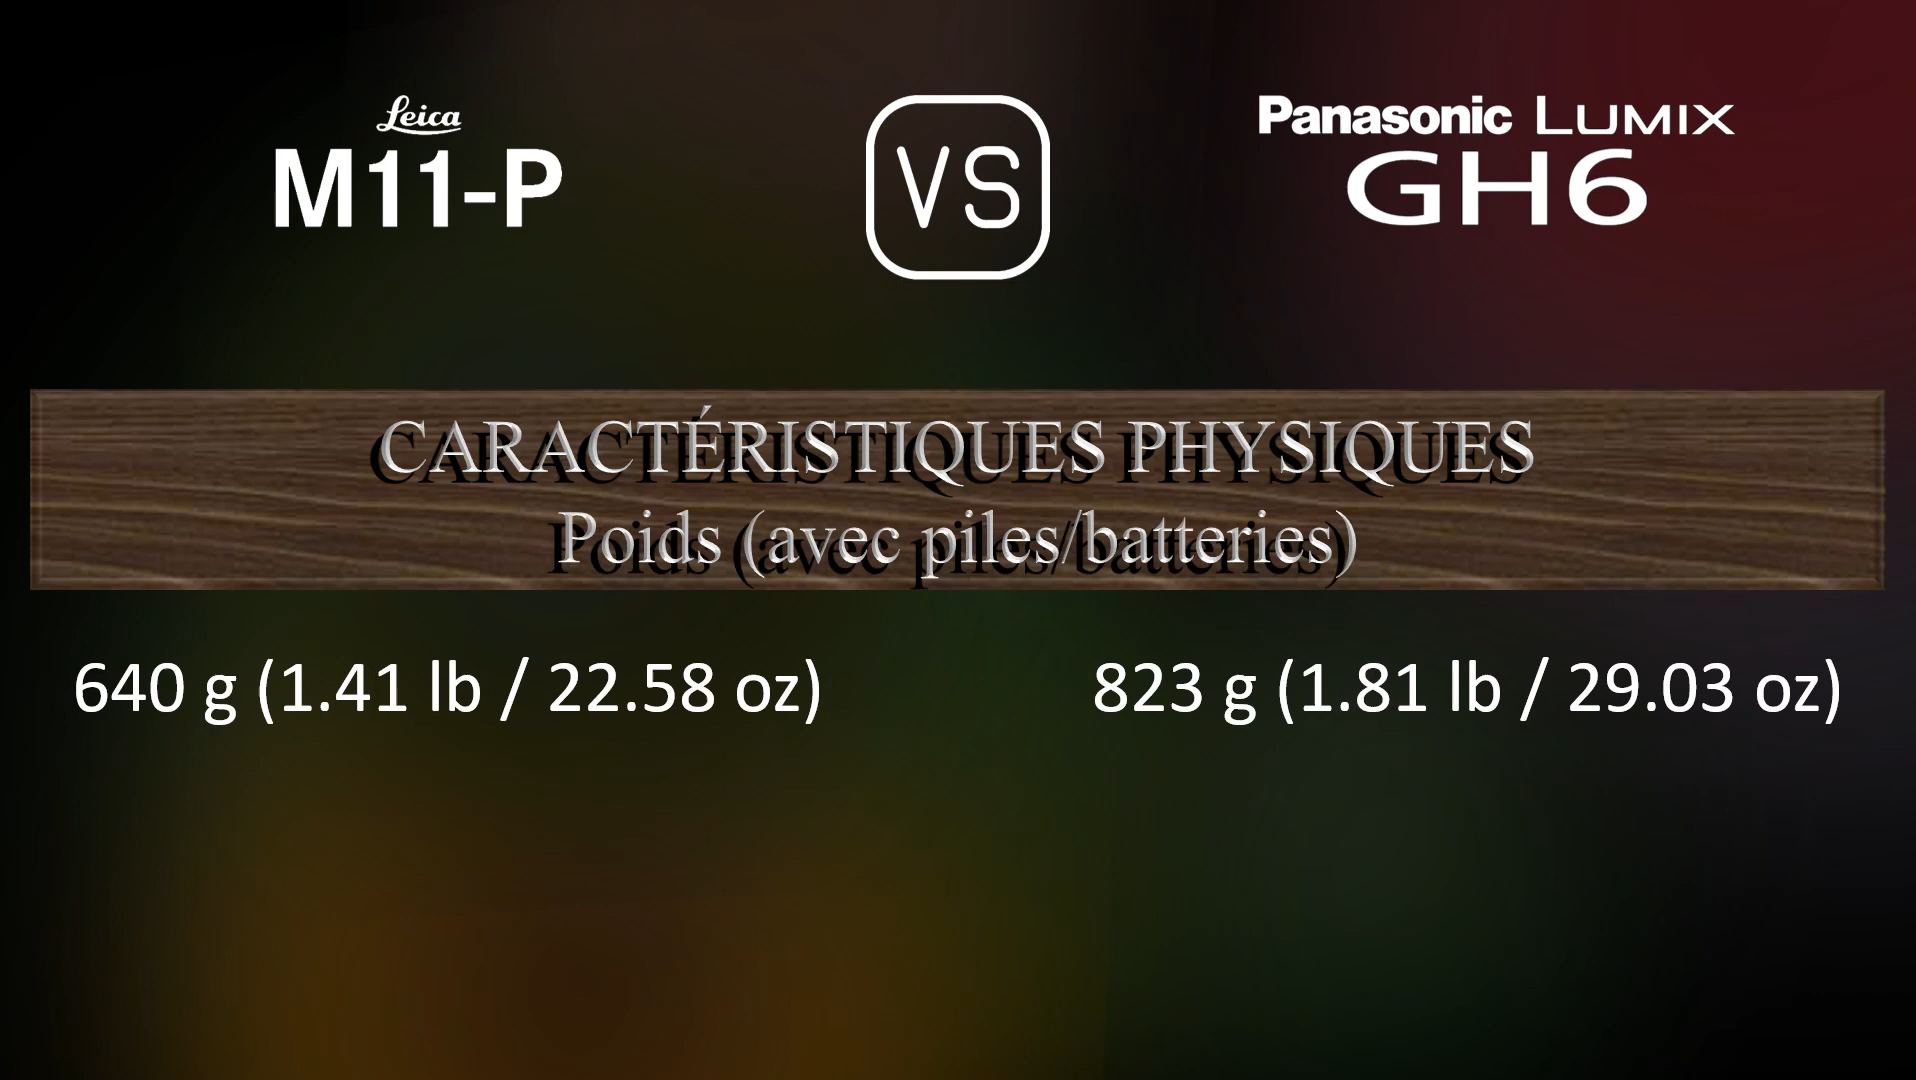 Leica
M11-P
VS
Panasonic LUMIX
GH6
CARACTÉRISTIQUES PHYSIQUES
Poids (avec piles/batteries)
640 g (1.41 lb / 22.58 oz)
823 g (1.81 lb / 29.03 oz)